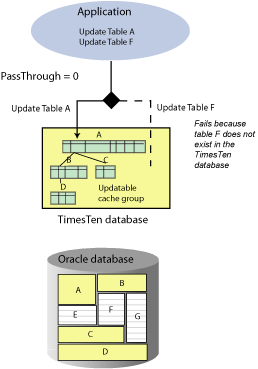 Application
Update Table A
Update Table F
PassThrough = 0
Update Table A
Update Table F
Fails because
table F does not
exist in the
TimesTen
database
A
B
C
D
Updatable
cache group
TimesTen database
Oracle database
A
B
E
F
G
C
D